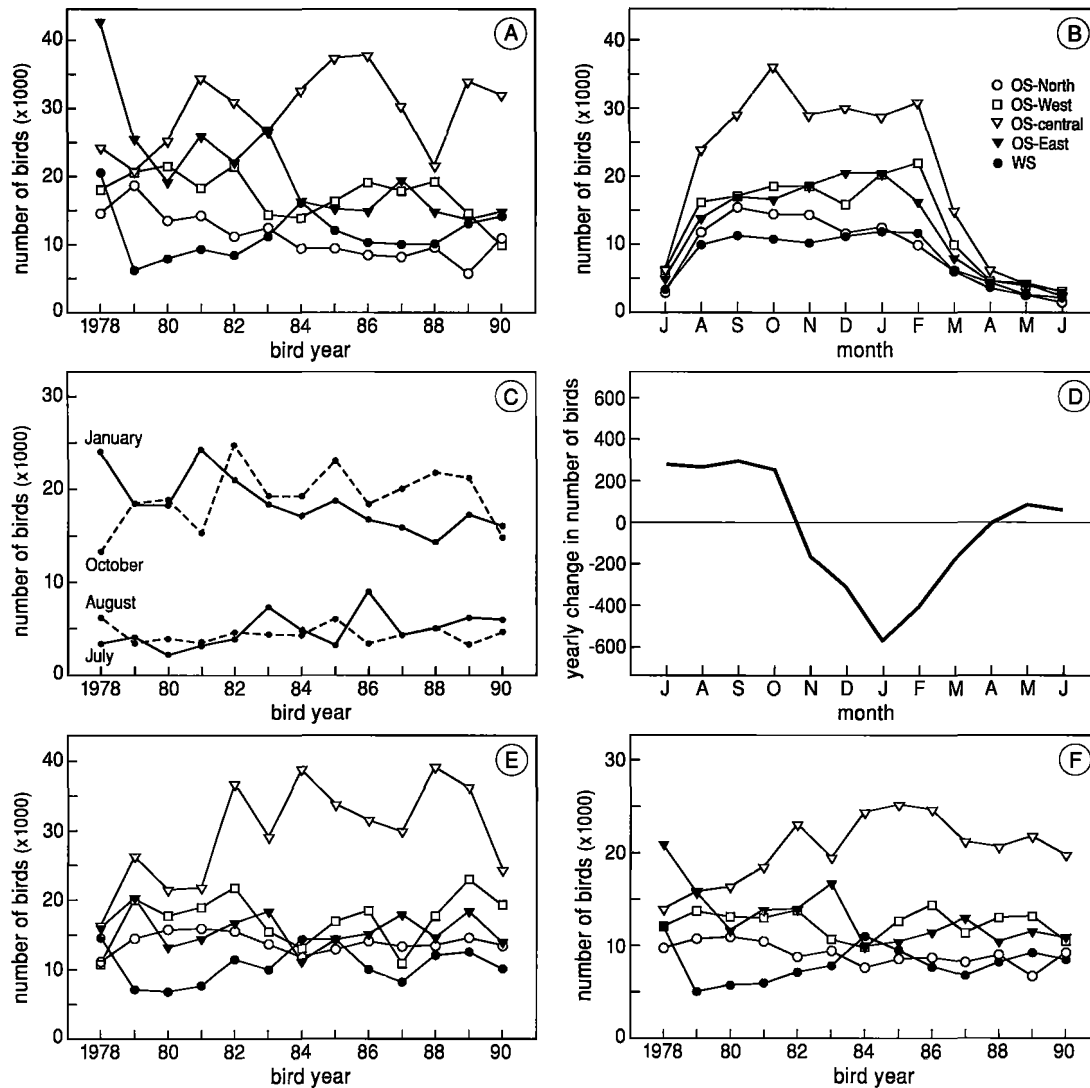 A
number of birds (x1000)
40
30
20
10
0
1978 80 82 84 86 88 90
bird year
B
number of birds (x1000)
40
30
20
10
0
J A S O N D J F M A M J
month
OS-North
OS-West
OS-central
OS-East
WS
C
number of birds (x1000)
30
20
10
0
January
October
August
July
1978 80 82 84 86 88 90
bird year
D
yearly change in number of birds
600
400
200
0
-200
-400
-600
J A S O N D J F M A M J
month
E
number of birds (x1000)
40
30
20
10
0
1978 80 82 84 86 88 90
bird year
F
number of birds (x1000)
30
20
10
0
1978 80 82 84 86 88 90
bird year